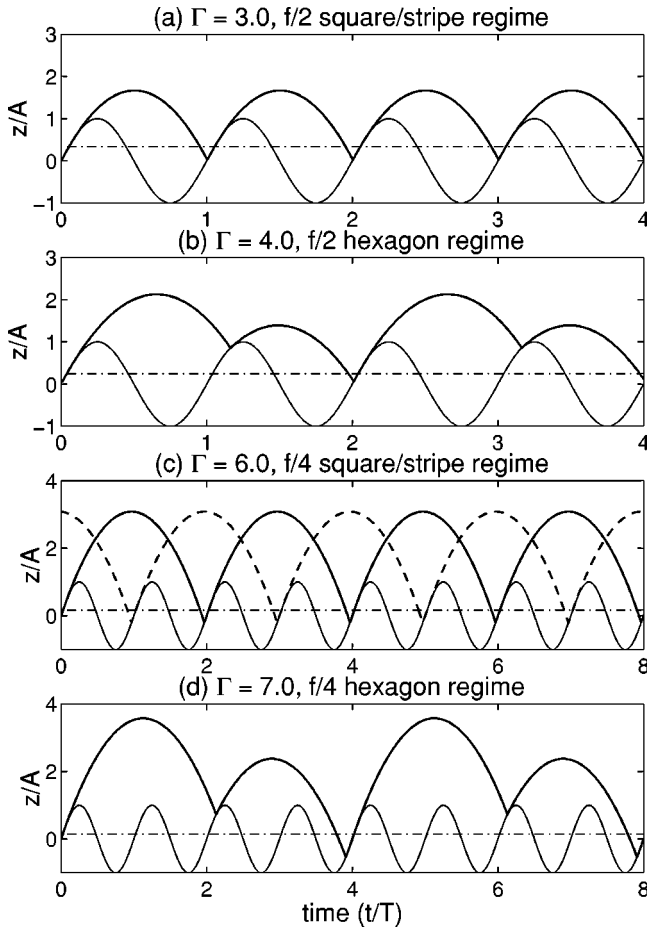 (a) Γ = 3.0, f/2 square/stripe regime
3
2
1
0
−1
z/A
0 1 2 3 4
(b) Γ = 4.0, f/2 hexagon regime
3
2
1
0
−1
z/A
0 1 2 3 4
(c) Γ = 6.0, f/4 square/stripe regime
4
2
0
z/A
0 2 4 6 8
(d) Γ = 7.0, f/4 hexagon regime
4
2
0
z/A
0 2 4 6 8
time (t/T)